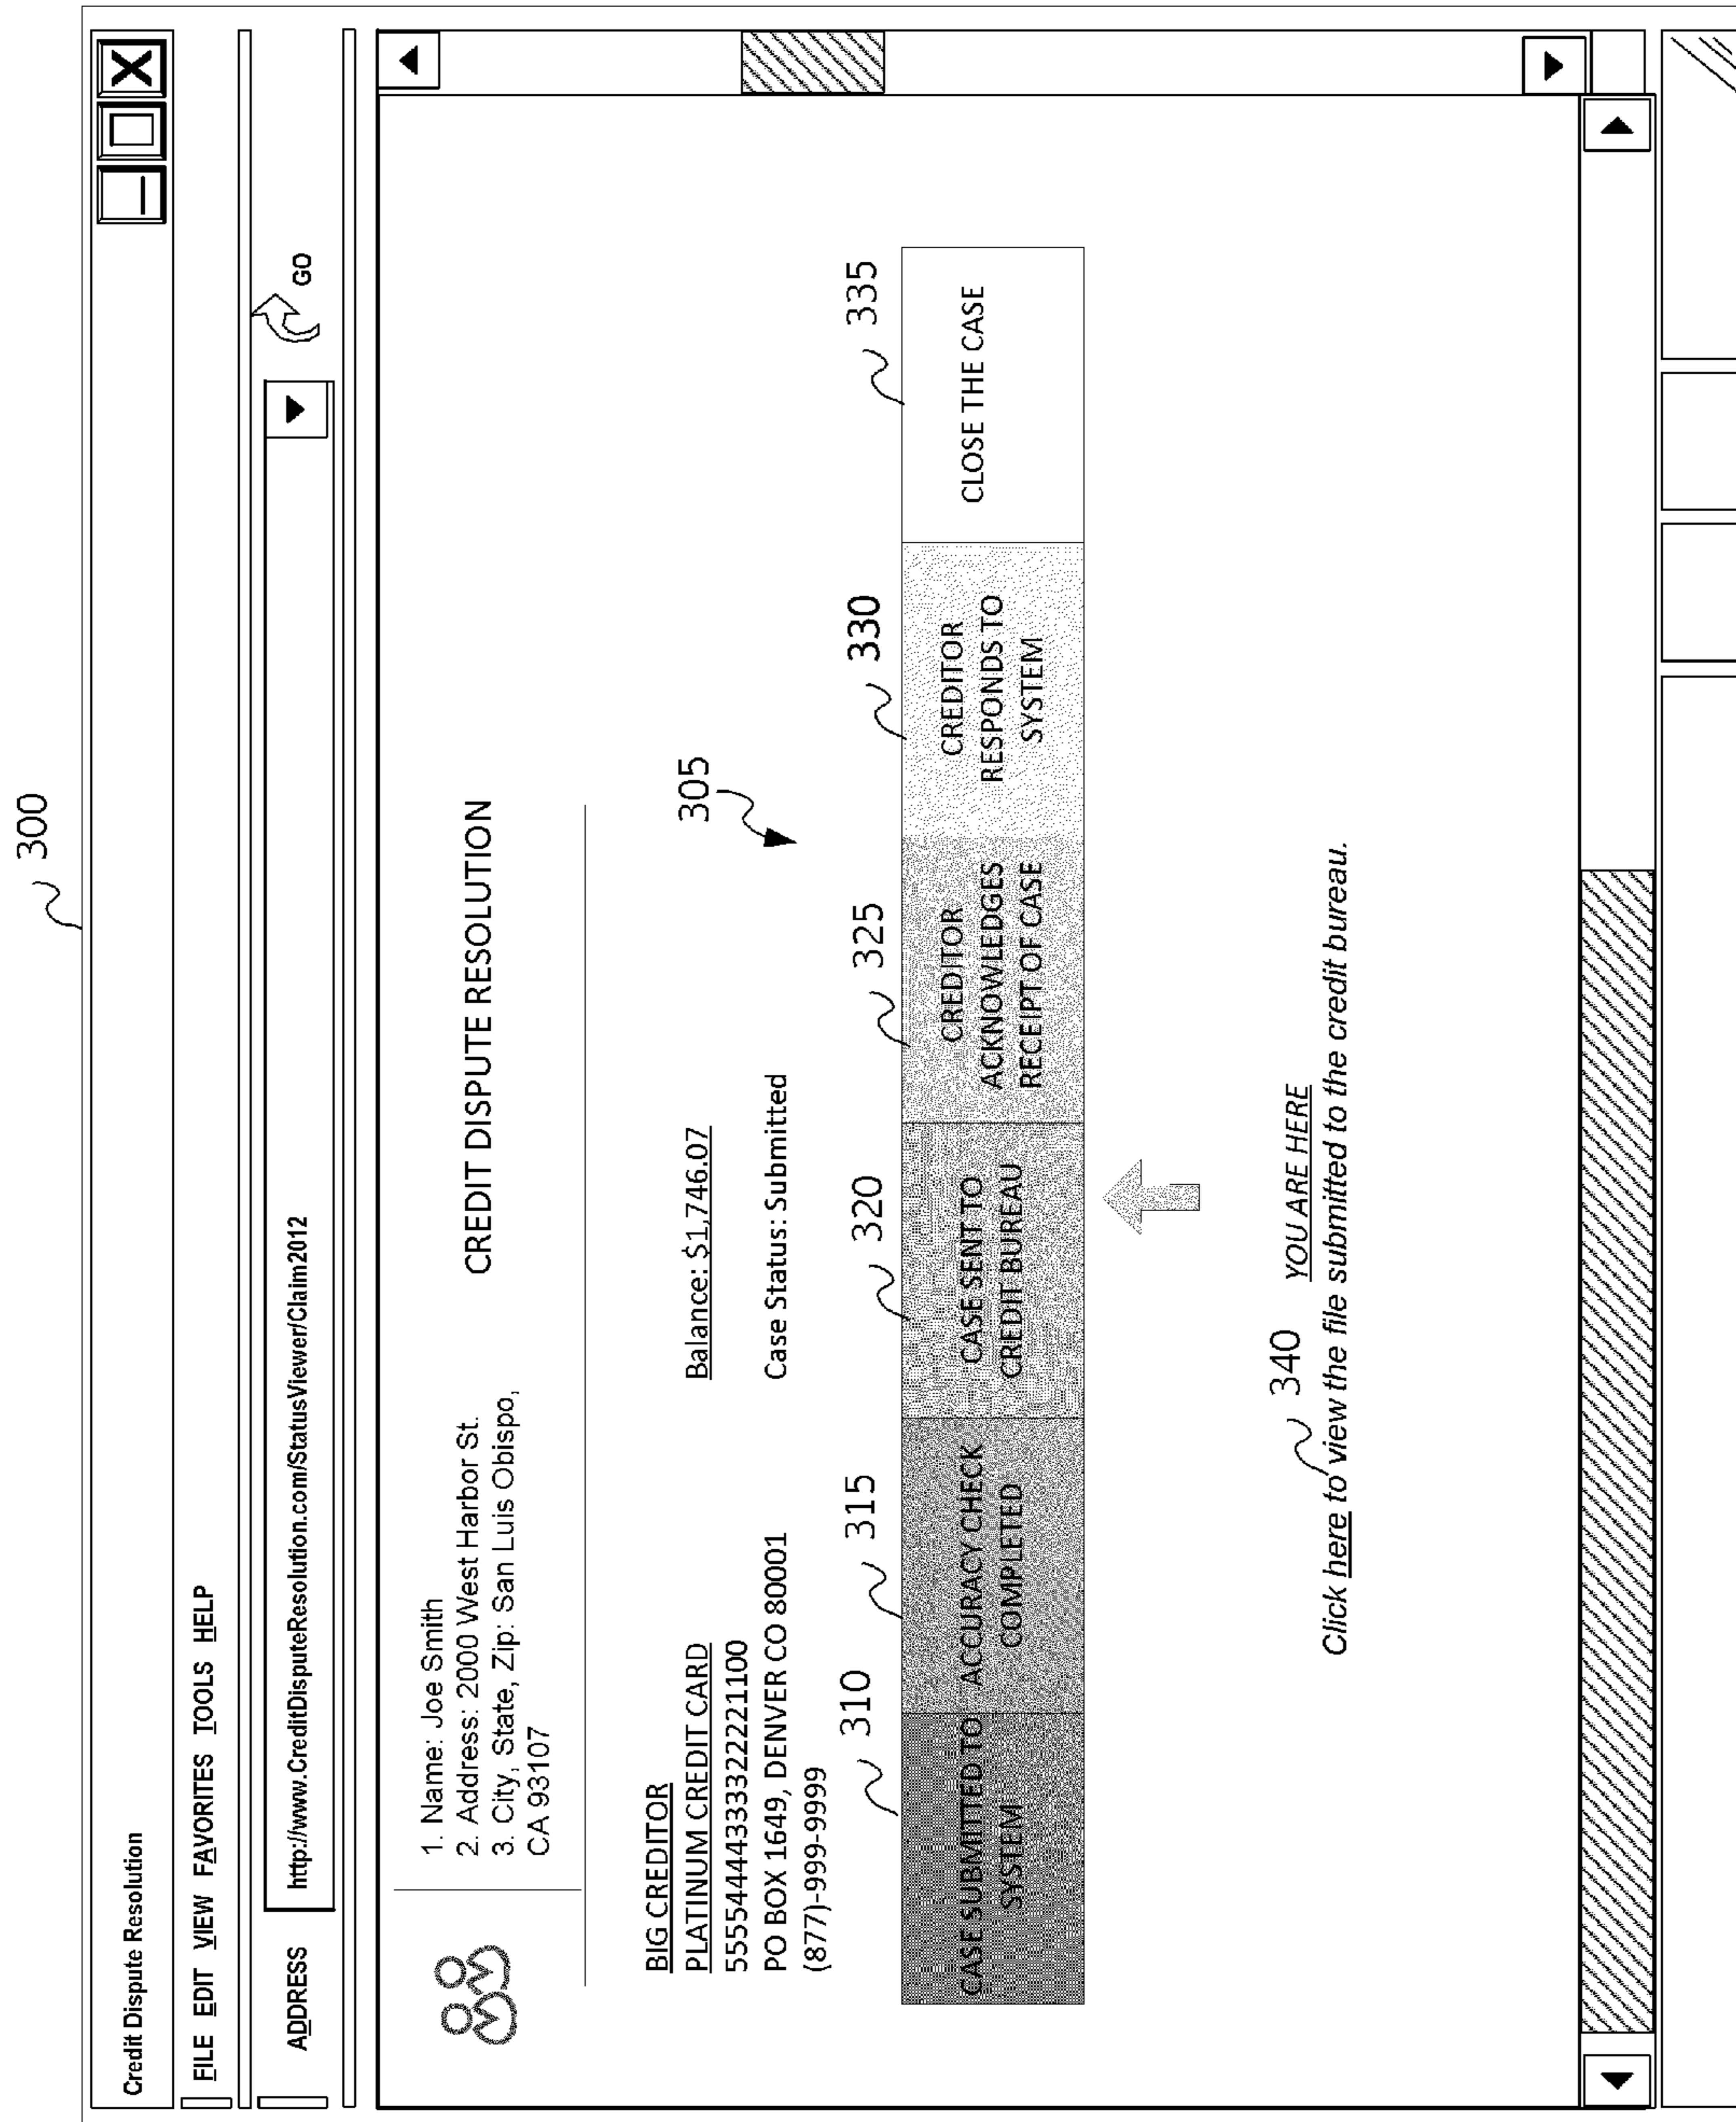 300
Credit Dispute Resolution
FILE EDIT VIEW FAVORITES TOOLS HELP
ADDRESS http://www.CreditDisputeResolution.com/StatusViewer/Claim2012 GO
1. Name: Joe Smith
2. Address: 2000 West Harbor St.
3. City, State, Zip: San Luis Obispo,
CA 93107
CREDIT DISPUTE RESOLUTION
BIG CREDITOR
PLATINUM CREDIT CARD
55554444333322221100
PO BOX 1649, DENVER CO 80001
(877)-999-9999
Balance: $1,746.07
Case Status: Submitted
305
310
315
320
325
330
335
CASE SUBMITTED TO
SYSTEM
ACCURACY CHECK
COMPLETED
CASE SENT TO
CREDIT BUREAU
CREDITOR
ACKNOWLEDGES
RECEIPT OF CASE
CREDITOR
RESPONDS TO
SYSTEM
CLOSE THE CASE
340
YOU ARE HERE
Click here to view the file submitted to the credit bureau.